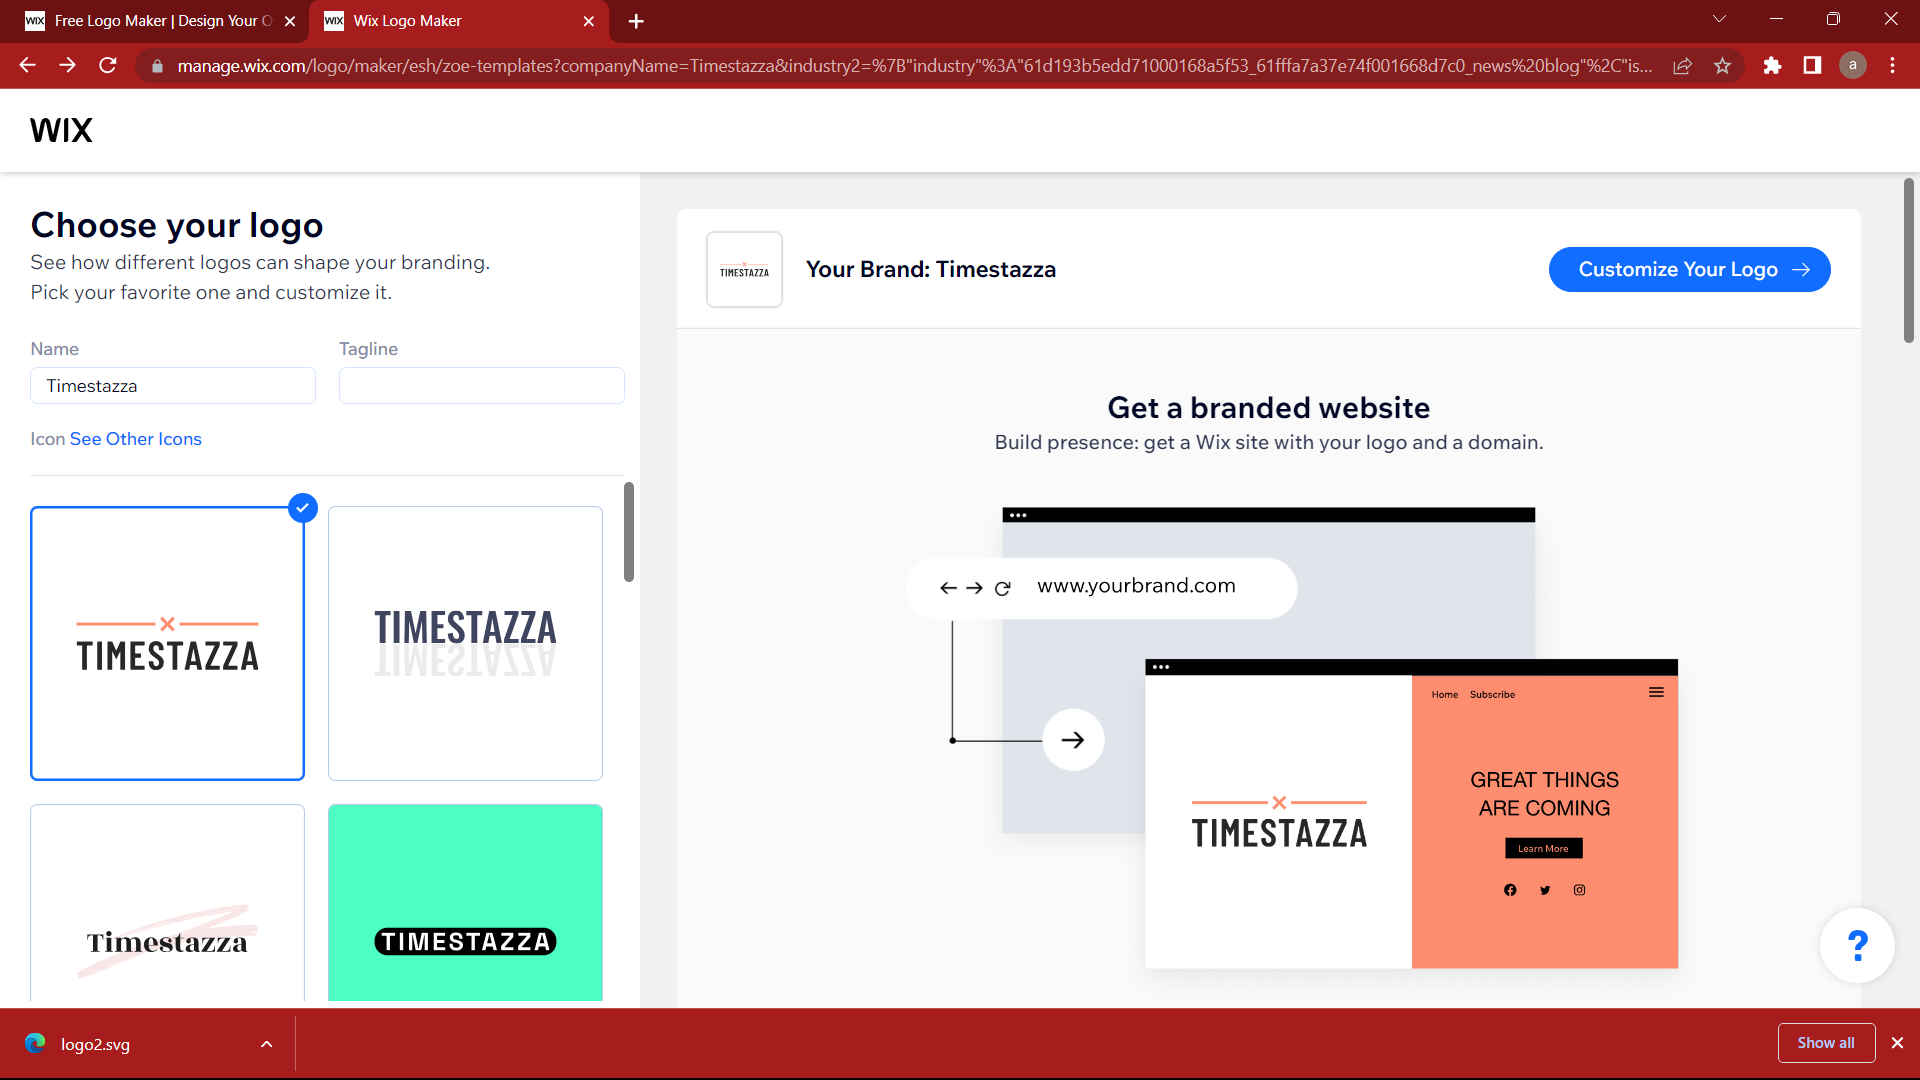 WIX Free Logo Maker | Design Your O
WIX Wix Logo Maker
manage.wix.com/logo/maker/esh/zoe-templates?companyName=Timestazza&industry2=%7B"industry"%3A"61d193b5edd71000168a5f53_61fffa7a37e74f001668d7c0_news%20blog"%2C"is...
a
WIX
Choose your logo
See how different logos can shape your branding.
Pick your favorite one and customize it.
Name
Tagline
Timestazza
Icon See Other Icons
TIMESTAZZA
TIMESTAZZA
TIMESTAZZA
Timestazza
TIMESTAZZA
TIMESTAZZA
Your Brand: Timestazza
Customize Your Logo
Get a branded website
Build presence: get a Wix site with your logo and a domain.
www.yourbrand.com
Home Subscribe
TIMESTAZZA
GREAT THINGS
ARE COMING
Learn More
?
logo2.svg
Show all